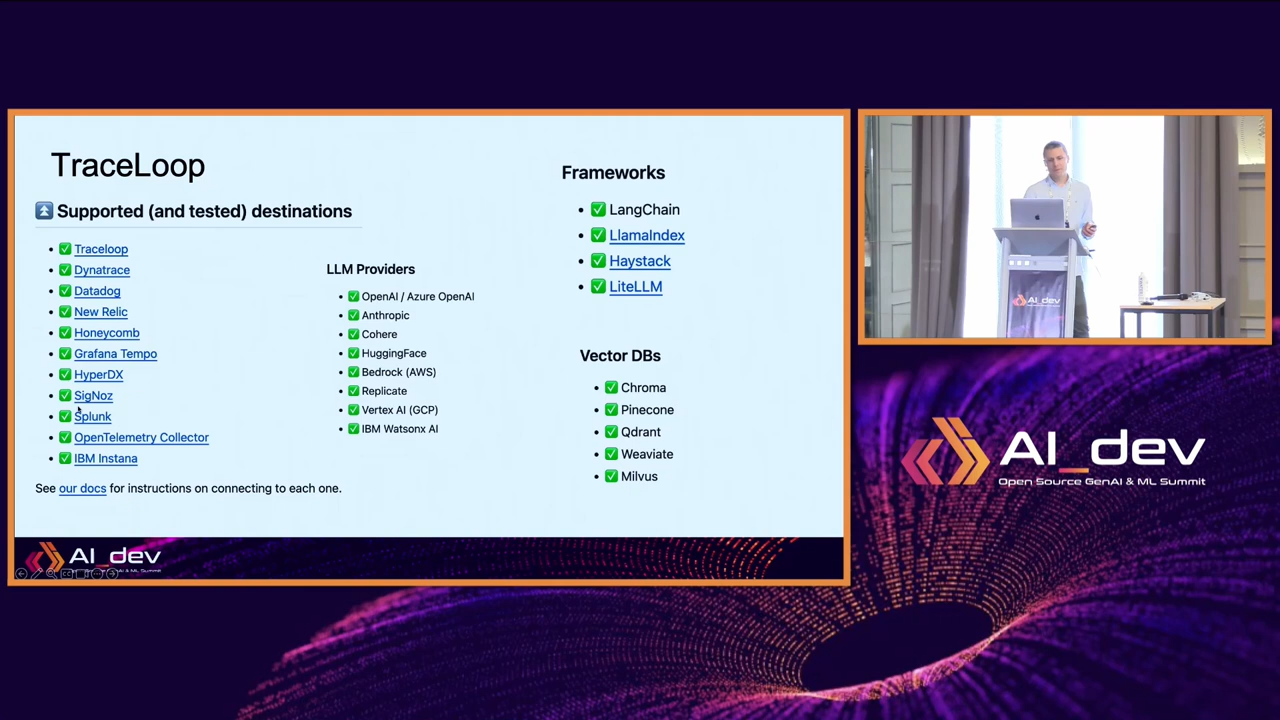 TraceLoop
Supported (and tested) destinations
Traceloop
Dynatrace
Datadog
New Relic
Honeycomb
Grafana Tempo
HyperDX
SigNoz
Splunk
OpenTelemetry Collector
IBM Instana
See our docs for instructions on connecting to each one.
LLM Providers
OpenAI / Azure OpenAI
Anthropic
Cohere
HuggingFace
Bedrock (AWS)
Replicate
Vertex AI (GCP)
IBM Watsonx AI
Frameworks
LangChain
LlamaIndex
Haystack
LiteLLM
Vector DBs
Chroma
Pinecone
Qdrant
Weaviate
Milvus
AI_dev
AI_dev
AI_dev
Open Source GenAI & ML Summit